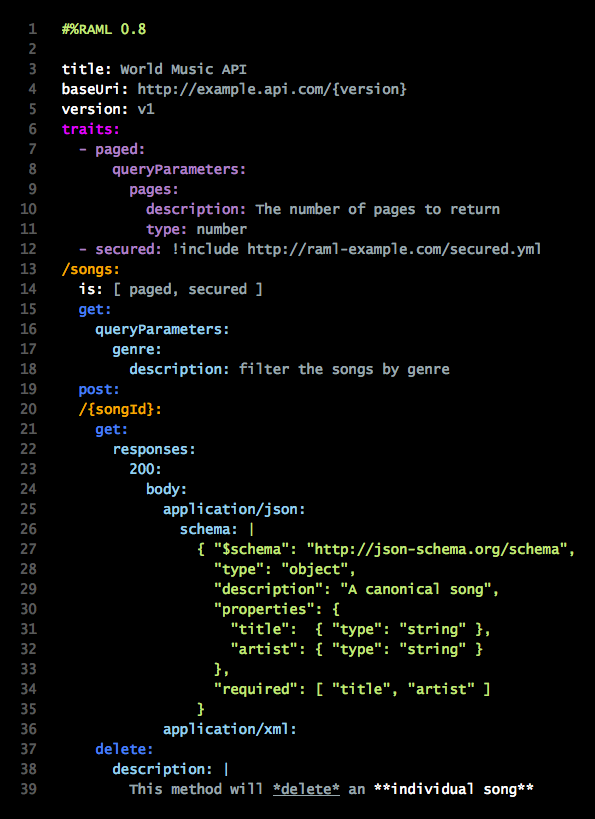 1 #%RAML 0.8
2
3 title: World Music API
4 baseUri: http://example.api.com/{version}
5 version: v1
6 traits:
7   - paged:
8       queryParameters:
9         pages:
10           description: The number of pages to return
11           type: number
12   - secured: !include http://raml-example.com/secured.yml
13 /songs:
14   is: [ paged, secured ]
15   get:
16     queryParameters:
17       genre:
18         description: filter the songs by genre
19   post:
20   /{songId}:
21     get:
22       responses:
23         200:
24           body:
25             application/json:
26               schema: |
27                 { "$schema": "http://json-schema.org/schema",
28                   "type": "object",
29                   "description": "A canonical song",
30                   "properties": {
31                     "title":  { "type": "string" },
32                     "artist": { "type": "string" }
33                   },
34                   "required": [ "title", "artist" ]
35                 }
36             application/xml:
37     delete:
38       description: |
39         This method will *delete* an **individual song**